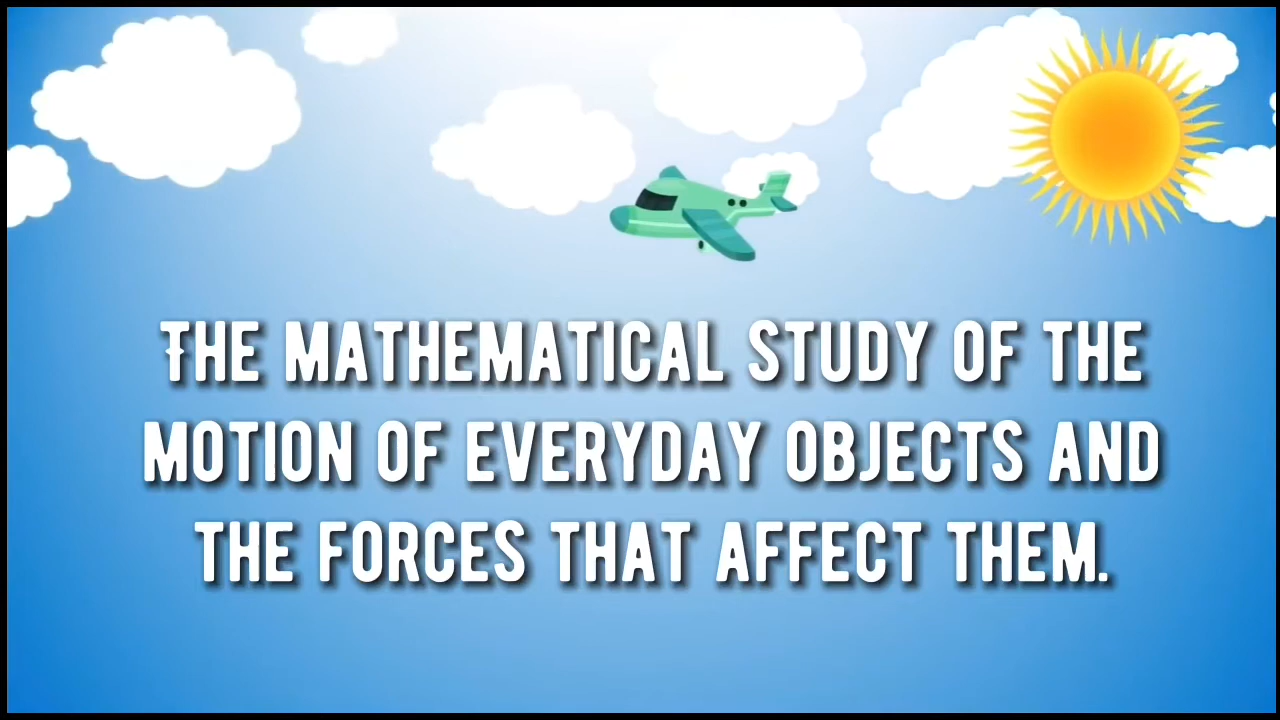 THE MATHEMATICAL STUDY OF THE
MOTION OF EVERYDAY OBJECTS AND
THE FORCES THAT AFFECT THEM.